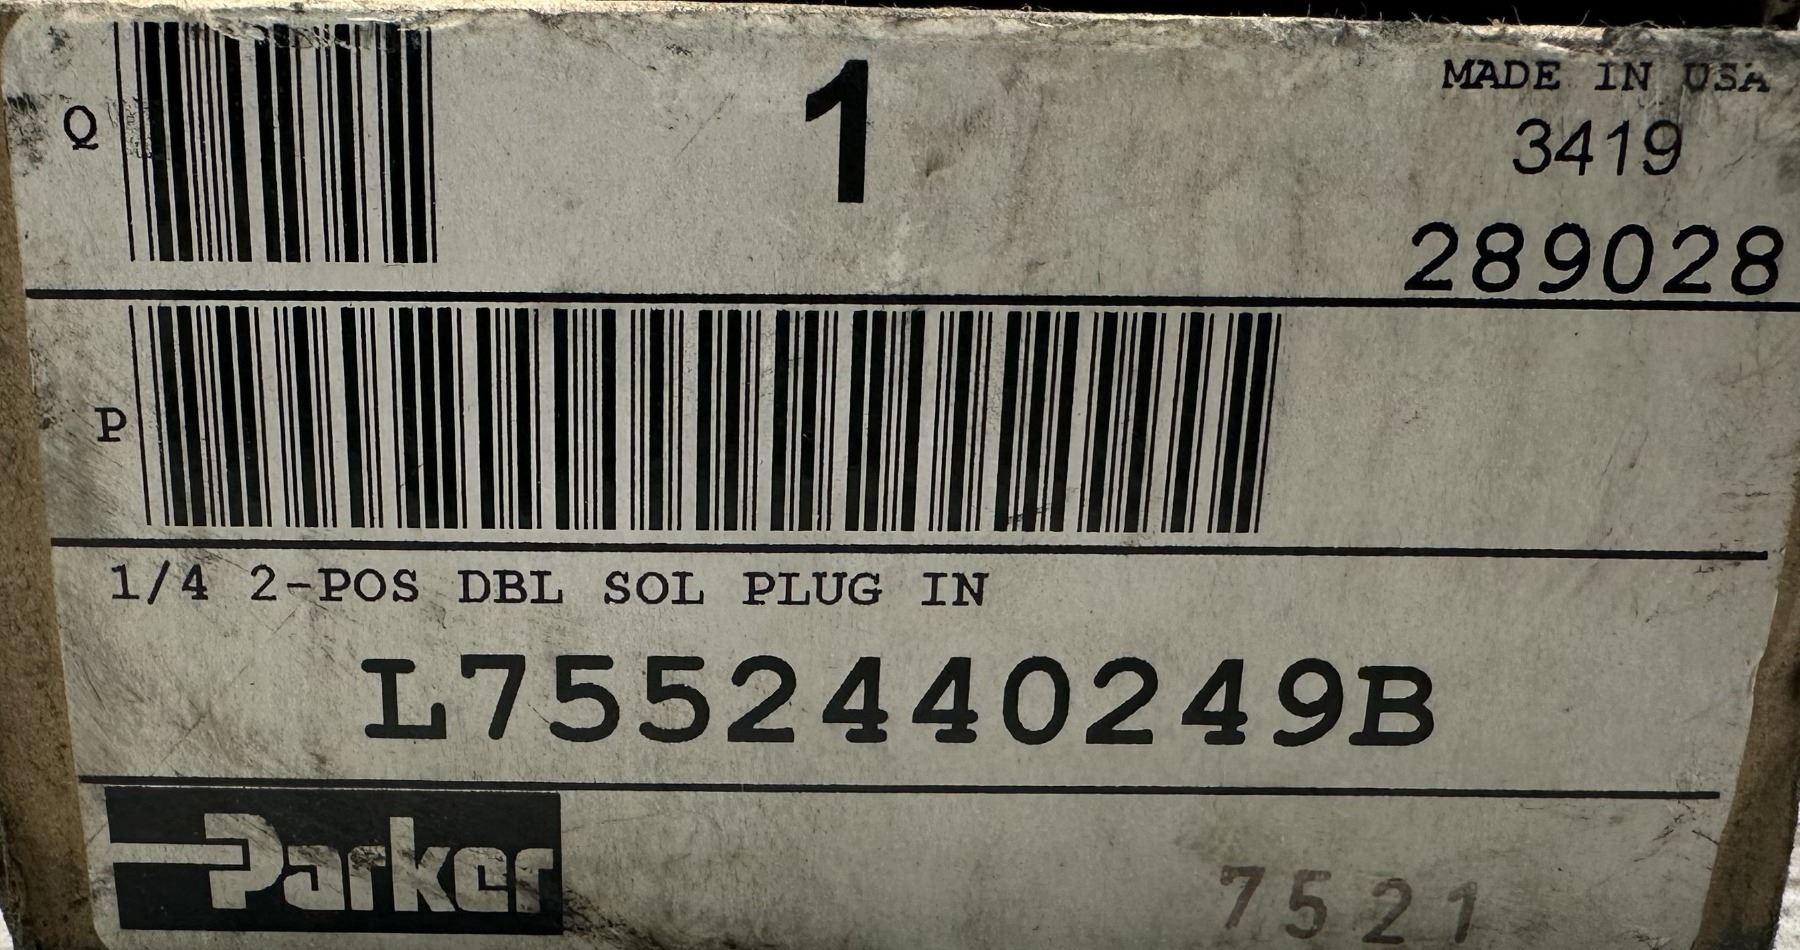 Q
1
MADE IN USA
3419
289028
P
1/4 2-POS DBL SOL PLUG IN
L7552440249B
Parker
7521